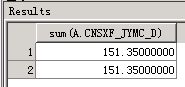 Results
sum(A.CNSXF_JYMC_D)
1 151.35000000
2 151.35000000